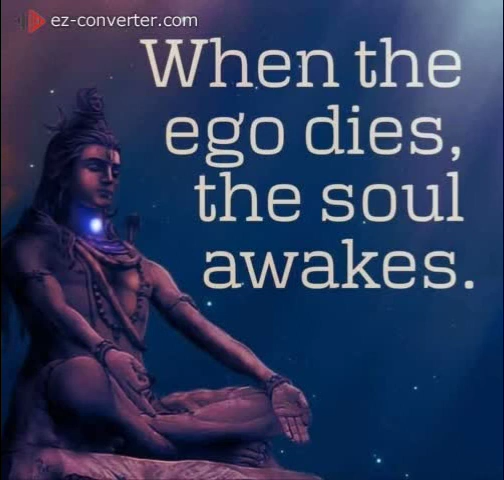 ez-converter.com
When the
ego dies,
the soul
awakes.